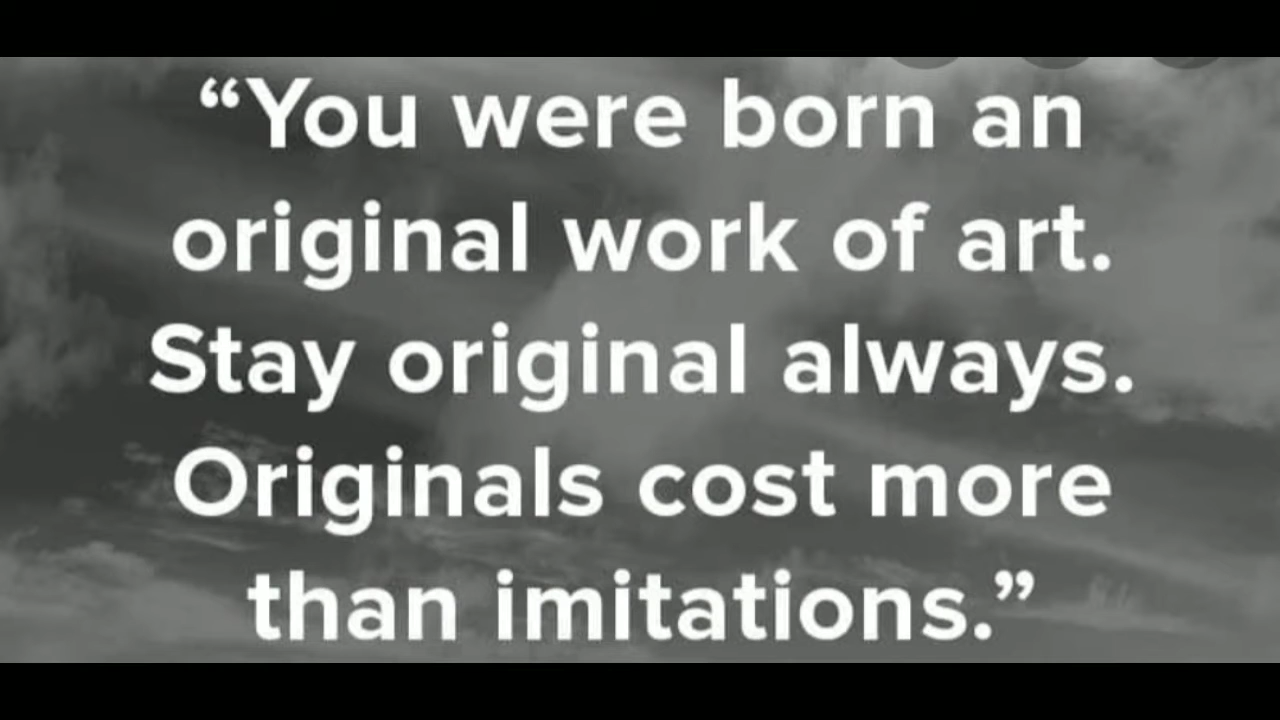 “You were born an
original work of art.
Stay original always.
Originals cost more
than imitations.”